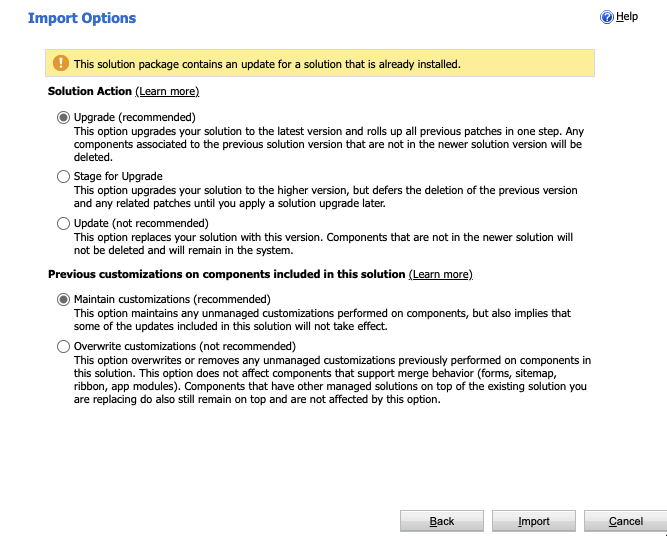 Import Options
Help
This solution package contains an update for a solution that is already installed.
Solution Action (Learn more)
Upgrade (recommended)
This option upgrades your solution to the latest version and rolls up all previous patches in one step. Any
components associated to the previous solution version that are not in the newer solution version will be
deleted.
Stage for Upgrade
This option upgrades your solution to the higher version, but defers the deletion of the previous version
and any related patches until you apply a solution upgrade later.
Update (not recommended)
This option replaces your solution with this version. Components that are not in the newer solution will
not be deleted and will remain in the system.
Previous customizations on components included in this solution (Learn more)
Maintain customizations (recommended)
This option maintains any unmanaged customizations performed on components, but also implies that
some of the updates included in this solution will not take effect.
Overwrite customizations (not recommended)
This option overwrites or removes any unmanaged customizations previously performed on components in
this solution. This option does not affect components that support merge behavior (forms, sitemap,
ribbon, app modules). Components that have other managed solutions on top of the existing solution you
are replacing do also still remain on top and are not affected by this option.
Back
Import
Cancel